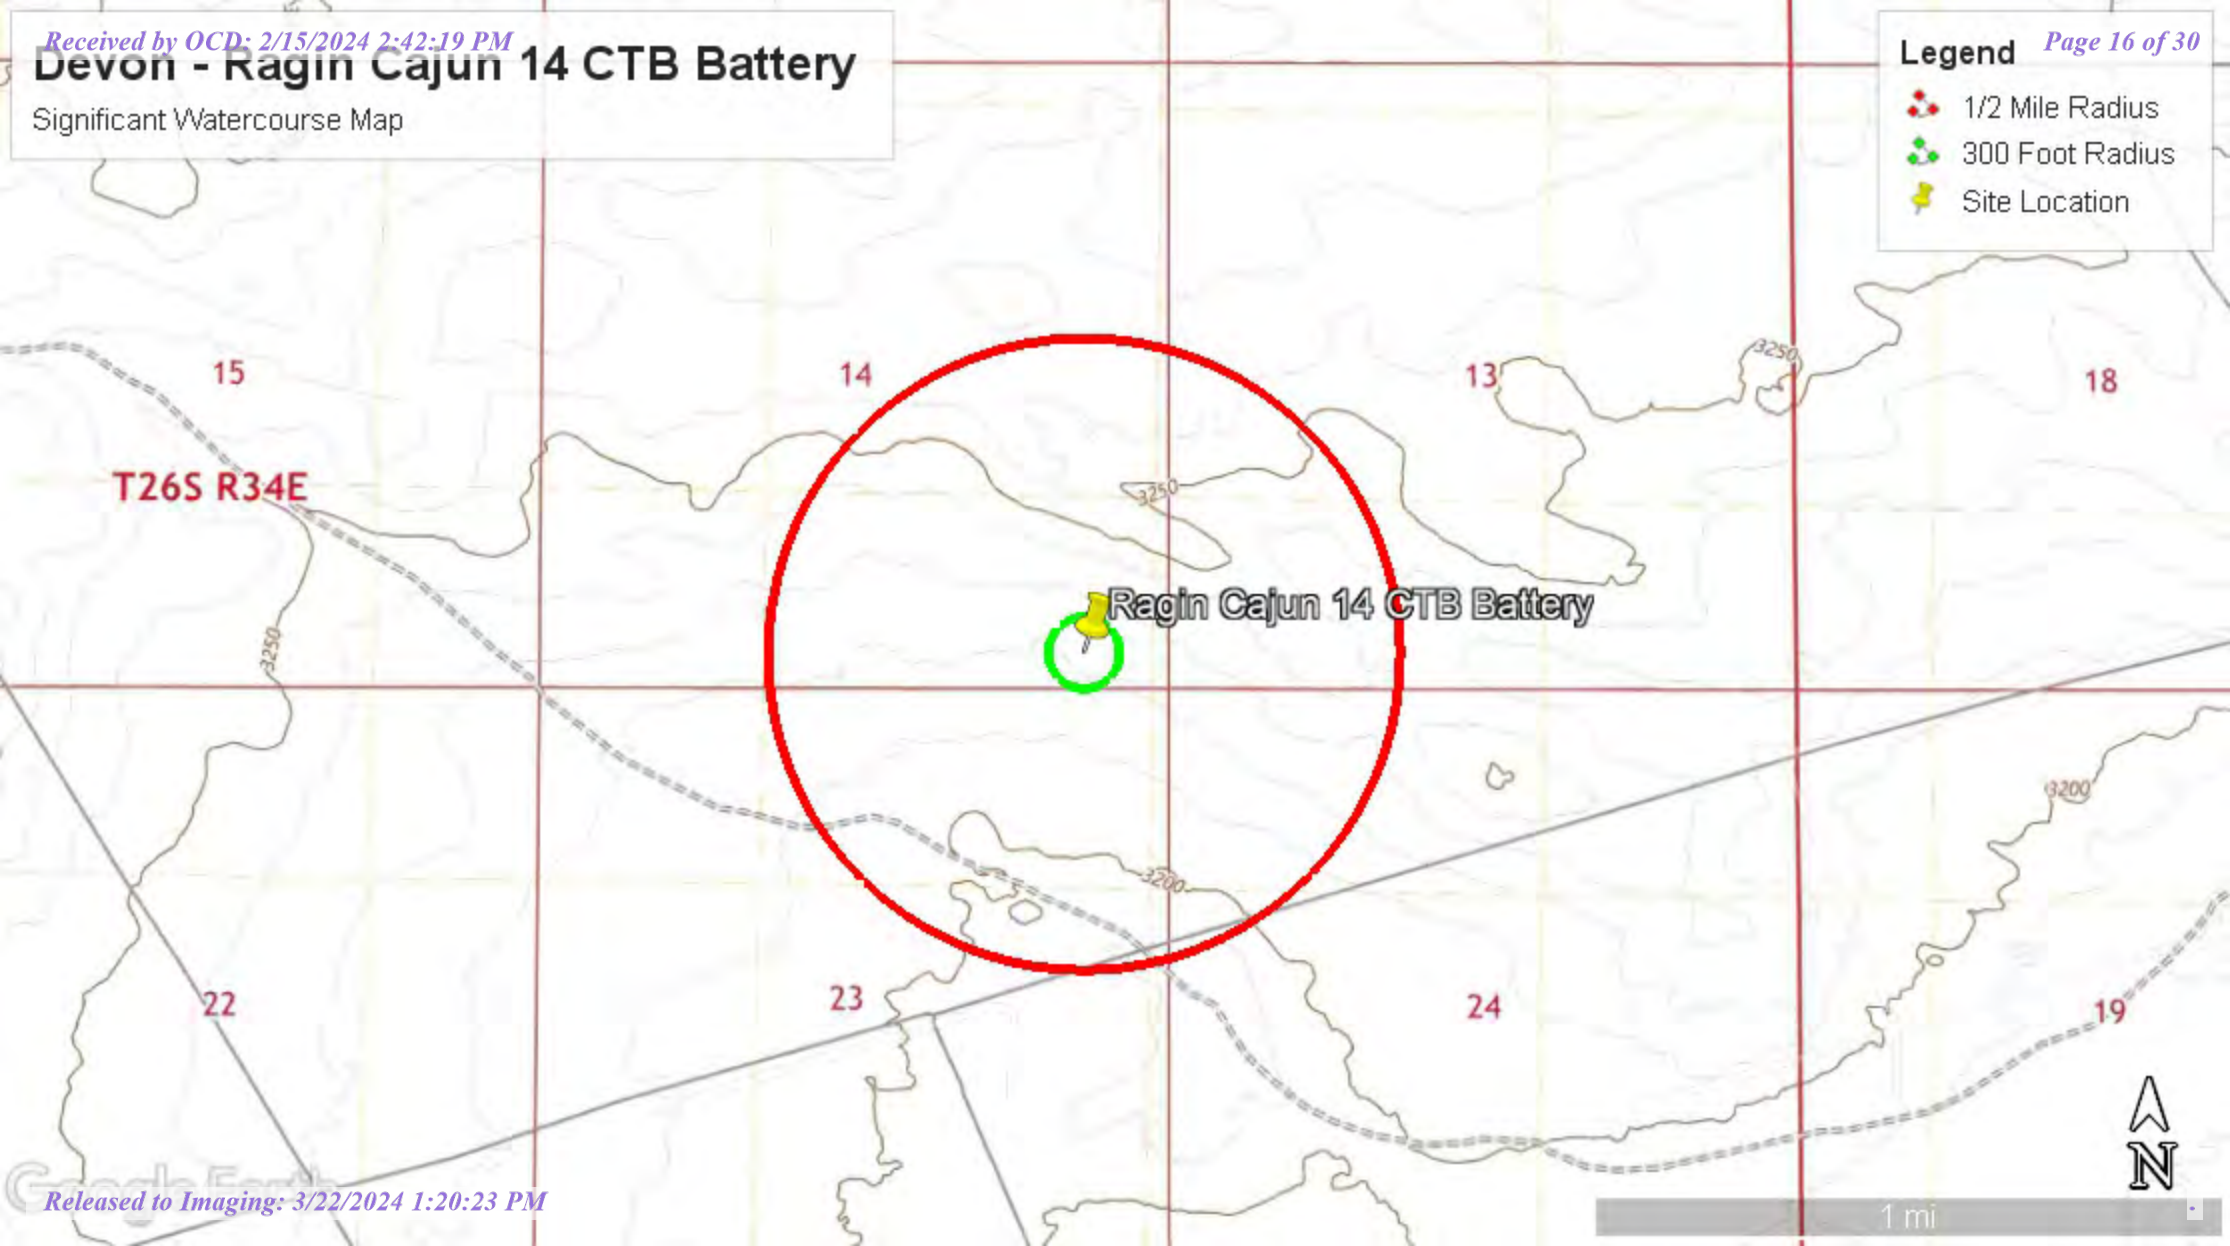 Received by OCD: 2/15/2024 2:42:19 PM
Page 16 of 30
Devon - Ragin Cajun 14 CTB Battery
Significant Watercourse Map
Legend
1/2 Mile Radius
300 Foot Radius
Site Location
3250
15
14
13
18
T26S R34E
3250
Ragin Cajun 14 CTB Battery
3250
3200
3200
22
23
24
19
N
Google Earth
Released to Imaging: 3/22/2024 1:20:23 PM
1 mi